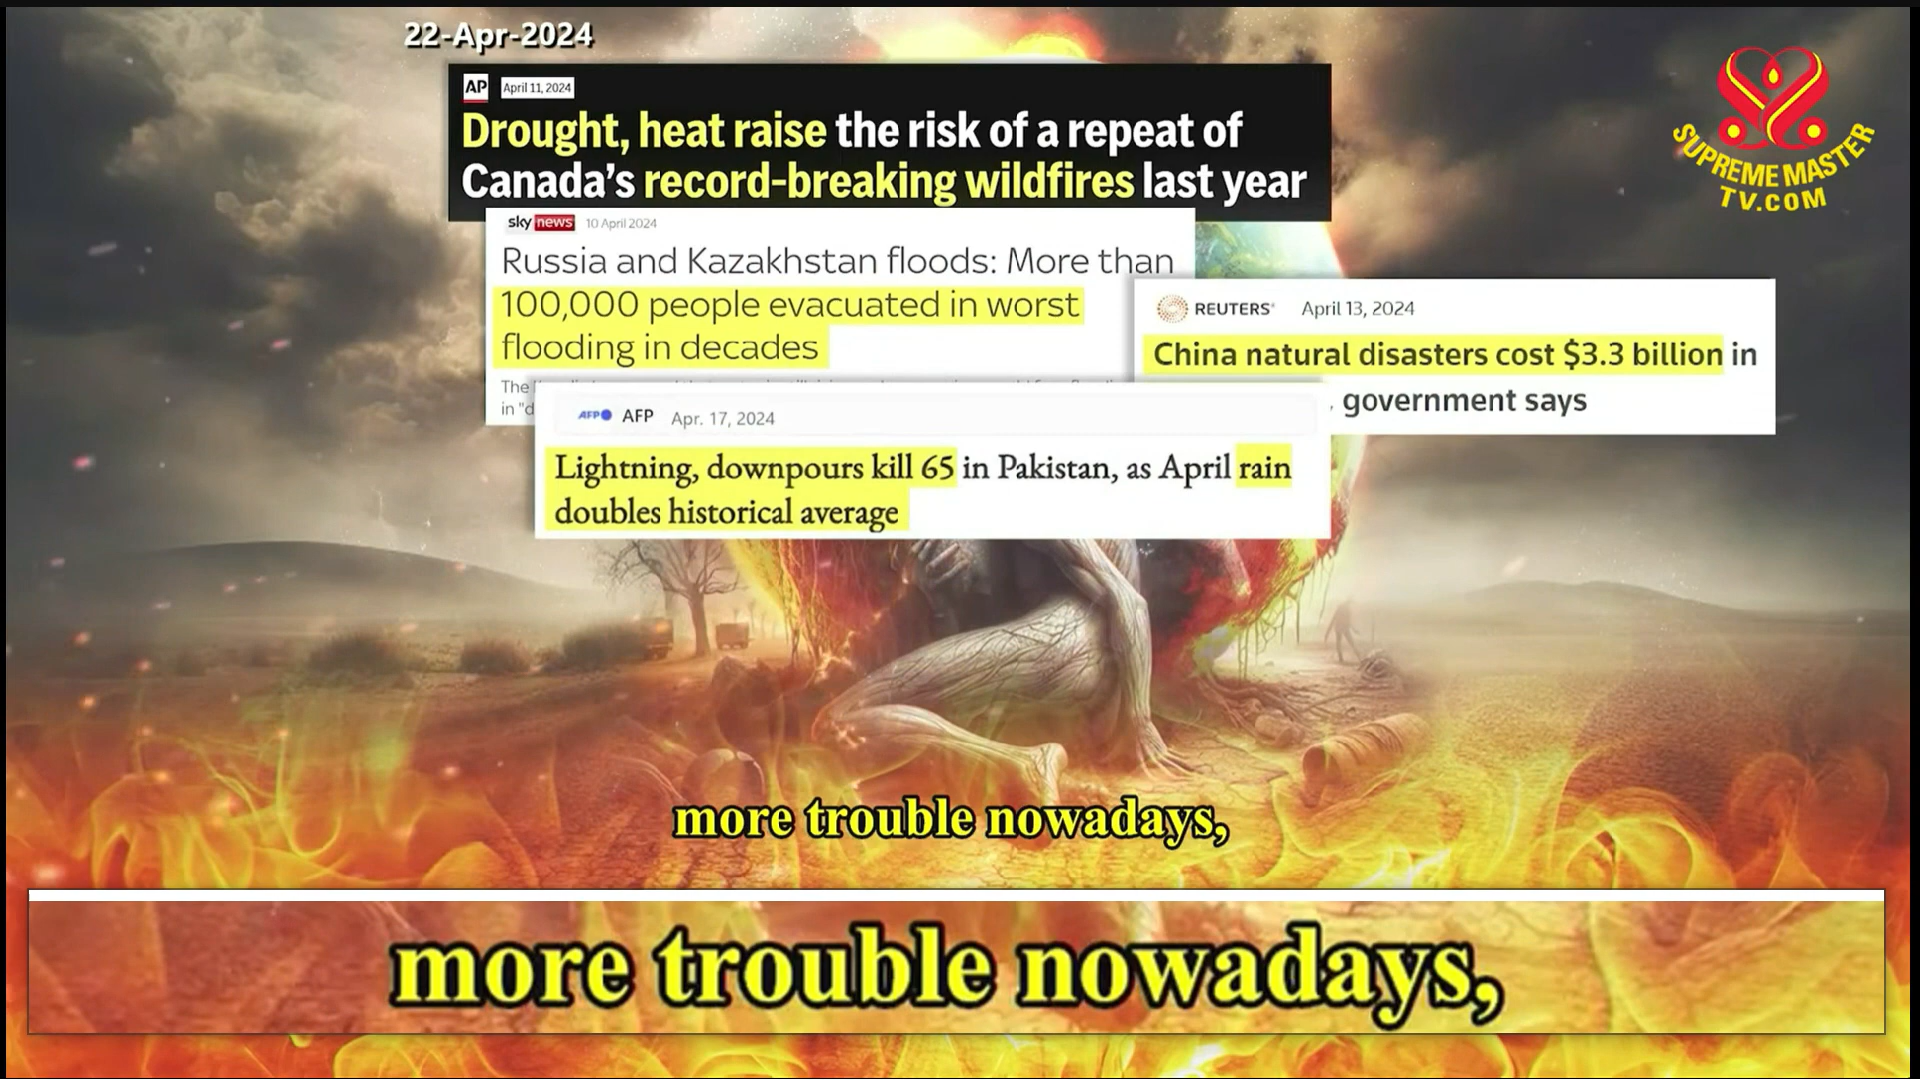 22-Apr-2024
AP April 11, 2024
Drought, heat raise the risk of a repeat of
Canada's record-breaking wildfires last year
SUPREME MASTER
TV.COM
sky news 10 April 2024
Russia and Kazakhstan floods: More than
100,000 people evacuated in worst
flooding in decades
The
in "d
REUTERS April 13, 2024
China natural disasters cost $3.3 billion in
government says
AFP AFP Apr. 17, 2024
Lightning, downpours kill 65 in Pakistan, as April rain
doubles historical average
more trouble nowadays,
more trouble nowadays,